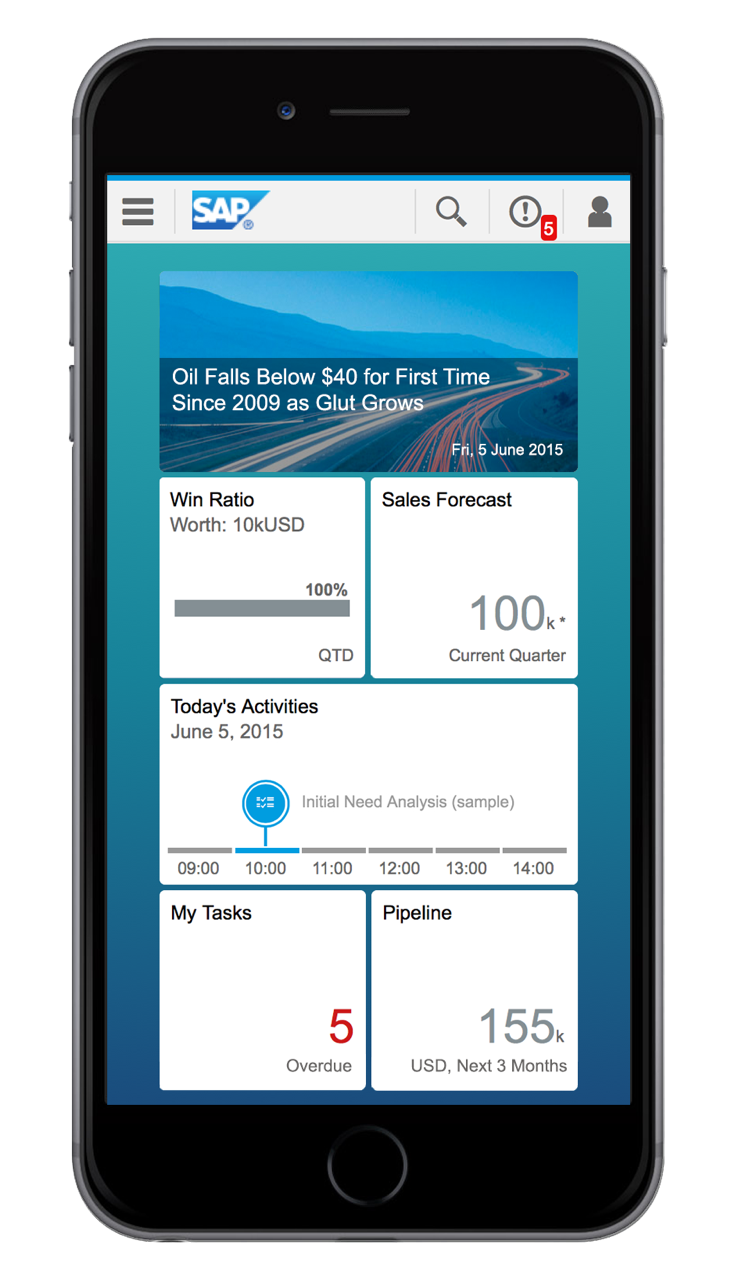 SAP
5
Oil Falls Below $40 for First Time
Since 2009 as Glut Grows
Fri, 5 June 2015
Win Ratio
Worth: 10kUSD
100%
QTD
Sales Forecast
100k *
Current Quarter
Today's Activities
June 5, 2015
Initial Need Analysis (sample)
09:00 10:00 11:00 12:00 13:00 14:00
My Tasks
5
Overdue
Pipeline
155k
USD, Next 3 Months